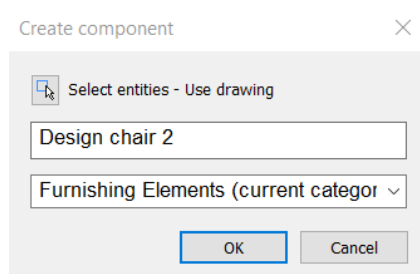 Create component
Select entities - Use drawing
Design chair 2
Furnishing Elements (current categor
OK Cancel